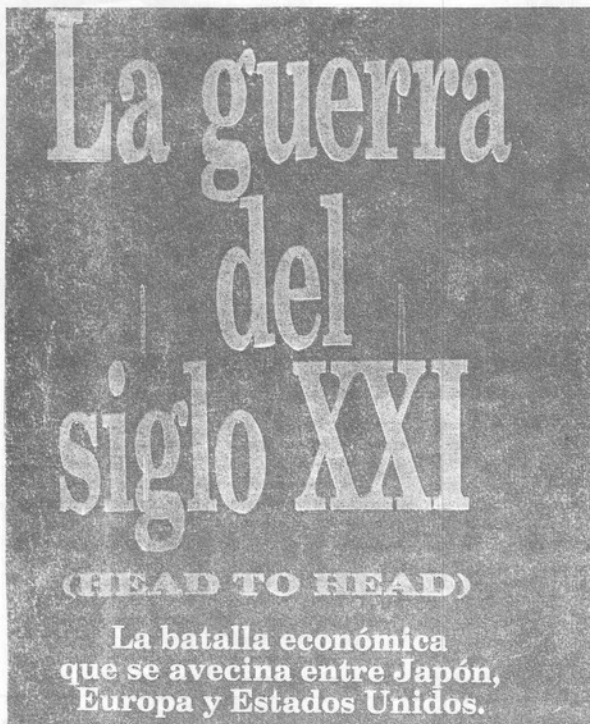 La guerra
del
siglo XXI
(HEAD TO HEAD)
La batalla económica
que se avecina entre Japón,
Europa y Estados Unidos.